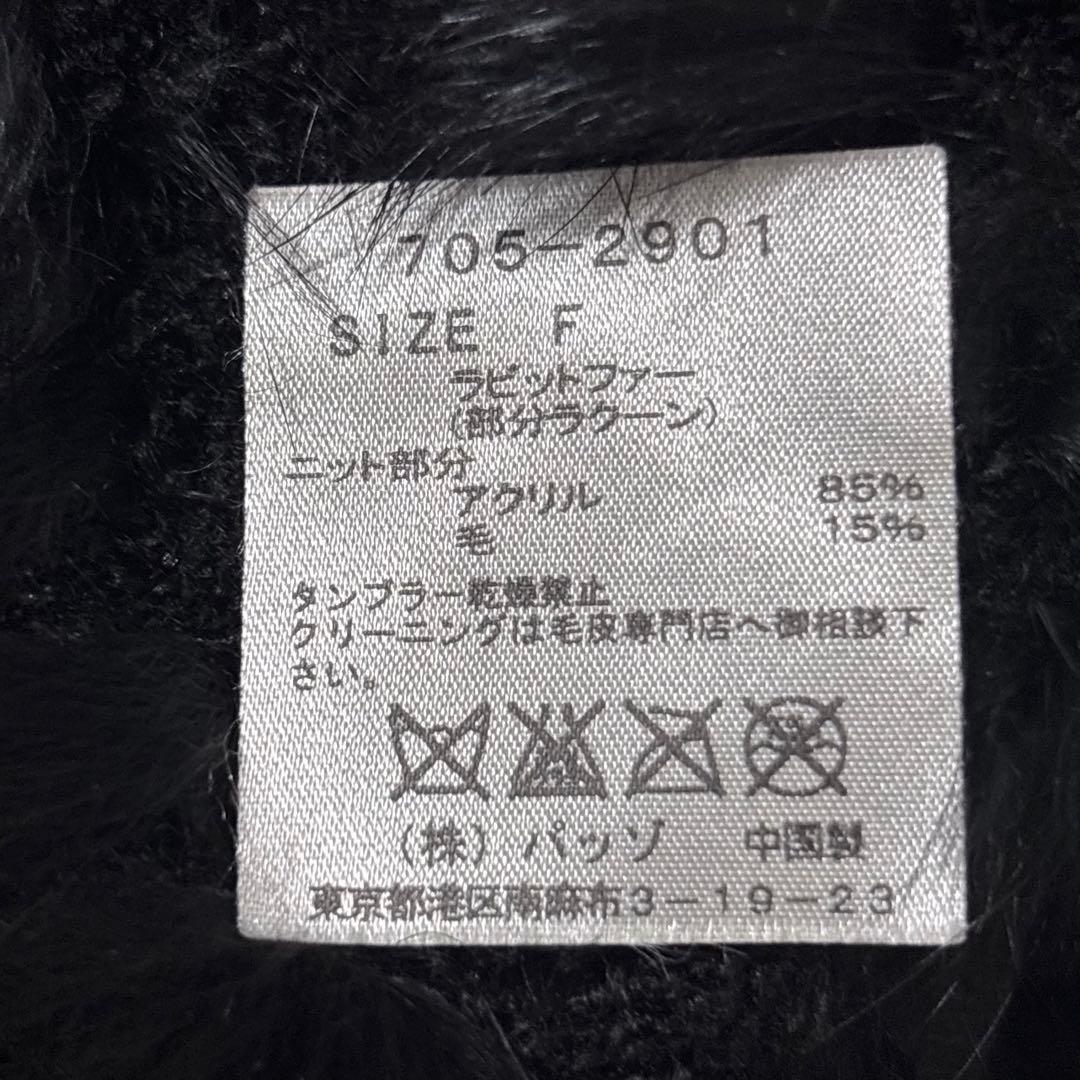 705-2901
SIZE F
ラビットファー
(部分ラクーン)
ニット部分
アクリル 85%
毛 15%
タンブラー乾燥禁止
クリーニングは毛皮専門店へ御相談下
さい。
(株)パッゾ 中国製
東京都港区南麻布3-19-23